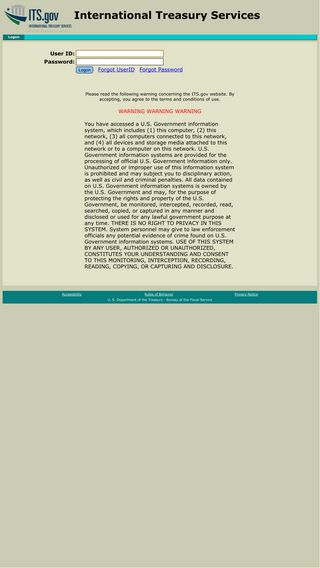 ITS.gov
INTERNATIONAL TREASURY SERVICES
International Treasury Services
Logon
User ID:
Password:
Logon Forgot UserID Forgot Password
Please read the following warning concerning the ITS.gov website. By
accepting, you agree to the terms and conditions of use.
WARNING WARNING WARNING
You have accessed a U.S. Government information
system, which includes (1) this computer, (2) this
network, (3) all computers connected to this network,
and (4) all devices and storage media attached to this
network or to a computer on this network. U.S.
Government information systems are provided for the
processing of official U.S. Government information only.
Unauthorized or improper use of this information system
is prohibited and may subject you to disciplinary action,
as well as civil and criminal penalties. All data contained
on U.S. Government information systems is owned by
the U.S. Government and may, for the purpose of
protecting the rights and property of the U.S.
Government, be monitored, intercepted, recorded, read,
searched, copied, or captured in any manner and
disclosed or used for any lawful government purpose at
any time. THERE IS NO RIGHT TO PRIVACY IN THIS
SYSTEM. System personnel may give to law enforcement
officials any potential evidence of crime found on U.S.
Government information systems. USE OF THIS SYSTEM
BY ANY USER, AUTHORIZED OR UNAUTHORIZED,
CONSTITUTES YOUR UNDERSTANDING AND CONSENT
TO THIS MONITORING, INTERCEPTION, RECORDING,
READING, COPYING, OR CAPTURING AND DISCLOSURE.
Accessibility Rules of Behavior Privacy Notice
U. S. Department of the Treasury - Bureau of the Fiscal Service